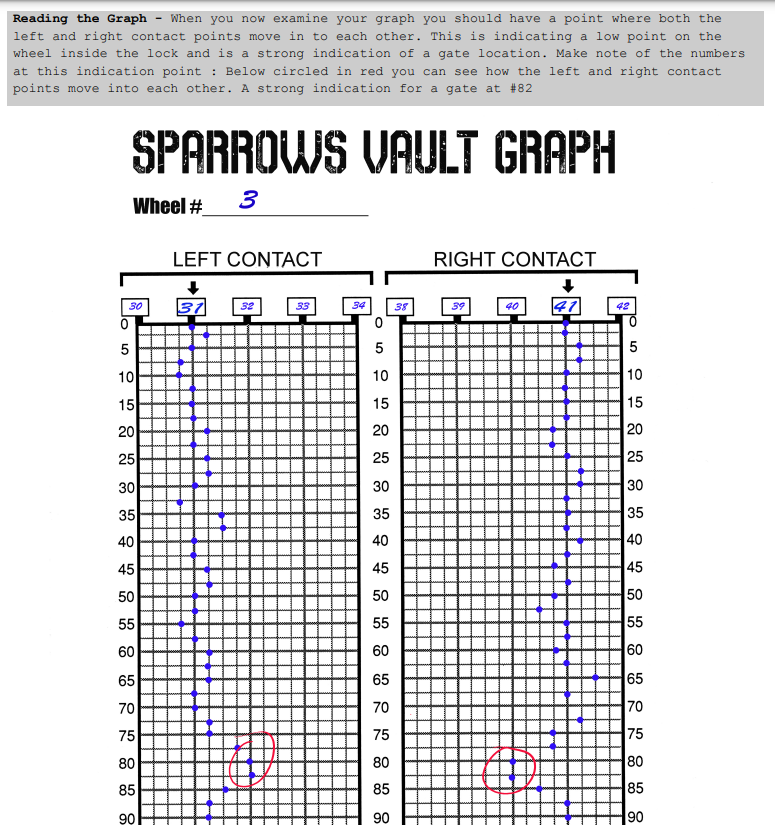 Reading the Graph - When you now examine your graph you should have a point where both the
left and right contact points move in to each other. This is indicating a low point on the
wheel inside the lock and is a strong indication of a gate location. Make note of the numbers
at this indication point : Below circled in red you can see how the left and right contact
points move into each other. A strong indication for a gate at #82
SPARROWS VAULT GRAPH
Wheel # 3
LEFT CONTACT RIGHT CONTACT
30 31 32 33 34 38 39 40 41 42
0 0 0
5 5 5
10 10 10
15 15 15
20 20 20
25 25 25
30 30 30
35 35 35
40 40 40
45 45 45
50 50 50
55 55 55
60 60 60
65 65 65
70 70 70
75 75 75
80 80 80
85 85 85
90 90 90